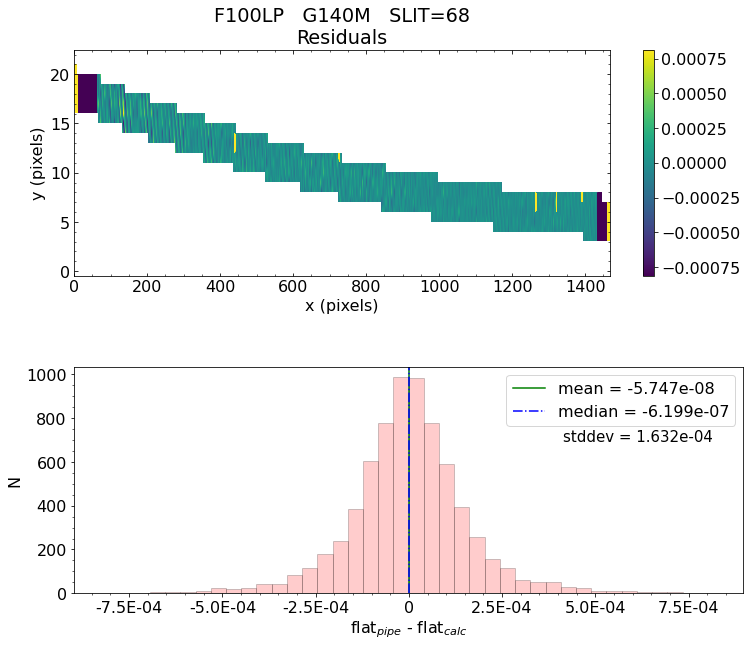 F100LP   G140M   SLIT=68
Residuals
20
15
10
5
0
y (pixels)
0 200 400 600 800 1000 1200 1400
x (pixels)
0.00075
0.00050
0.00025
0.00000
−0.00025
−0.00050
−0.00075
1000
800
600
400
200
0
N
mean = -5.747e-08
median = -6.199e-07
stddev = 1.632e-04
-7.5E-04 -5.0E-04 -2.5E-04 0 2.5E-04 5.0E-04 7.5E-04
flat_pipe - flat_calc